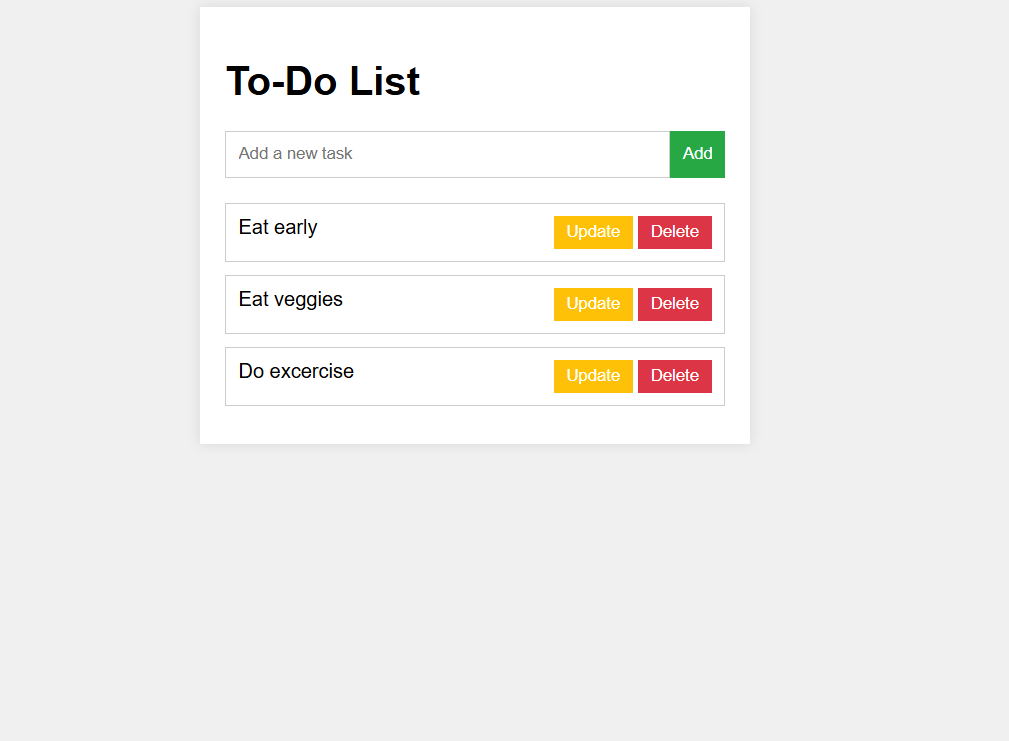 To-Do List
Add a new task Add
Eat early Update Delete
Eat veggies Update Delete
Do excercise Update Delete